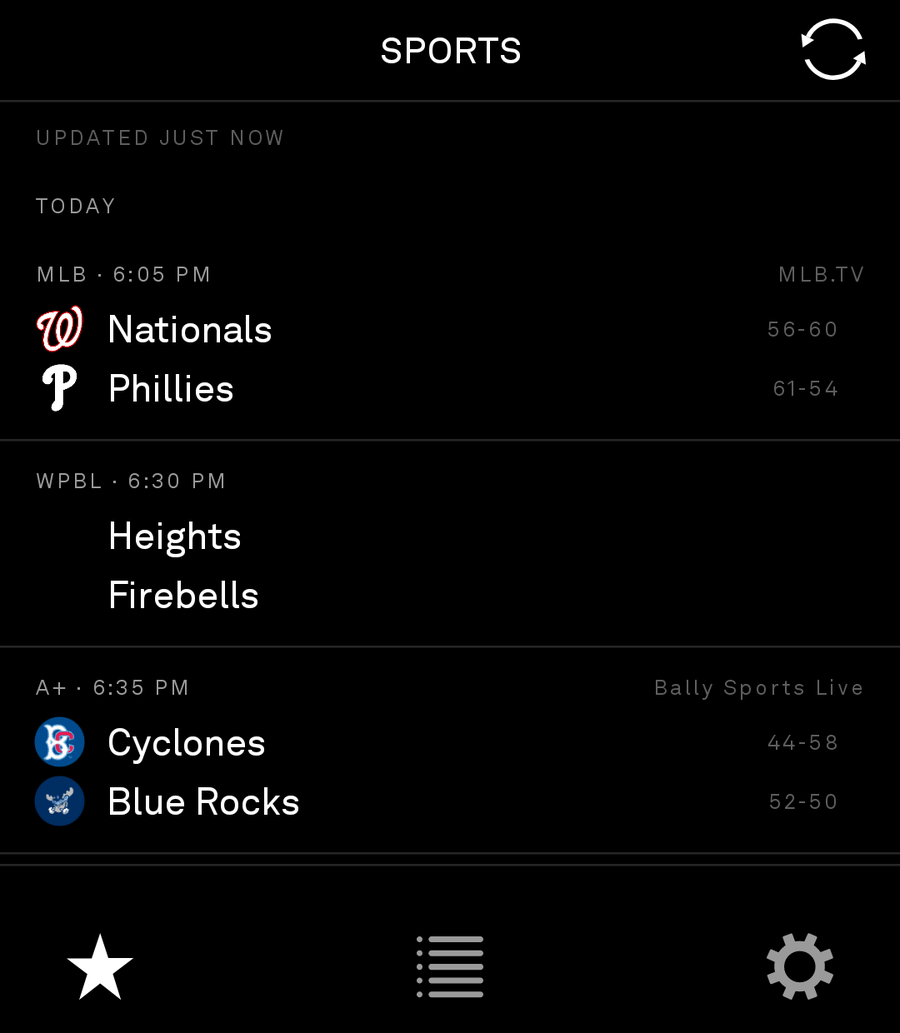 SPORTS
UPDATED JUST NOW
TODAY
MLB · 6:05 PM MLB.TV
W Nationals 56-60
P Phillies 61-54
WPBL · 6:30 PM
Heights
Firebells
A+ · 6:35 PM Bally Sports Live
BC Cyclones 44-58
Blue Rocks 52-50